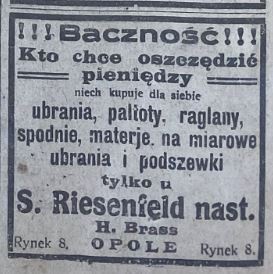 !!! Baczność!!!
Kto chce oszczędzić
pieniędzy
niech kupuje dla siebie
ubrania, paltoty, raglany,
spodnie, materje. na miarowe
ubrania i podszewki
tylko u
S. Riesenfeld nast.
H. Brass
Rynek 8. OPOLE Rynek 8.